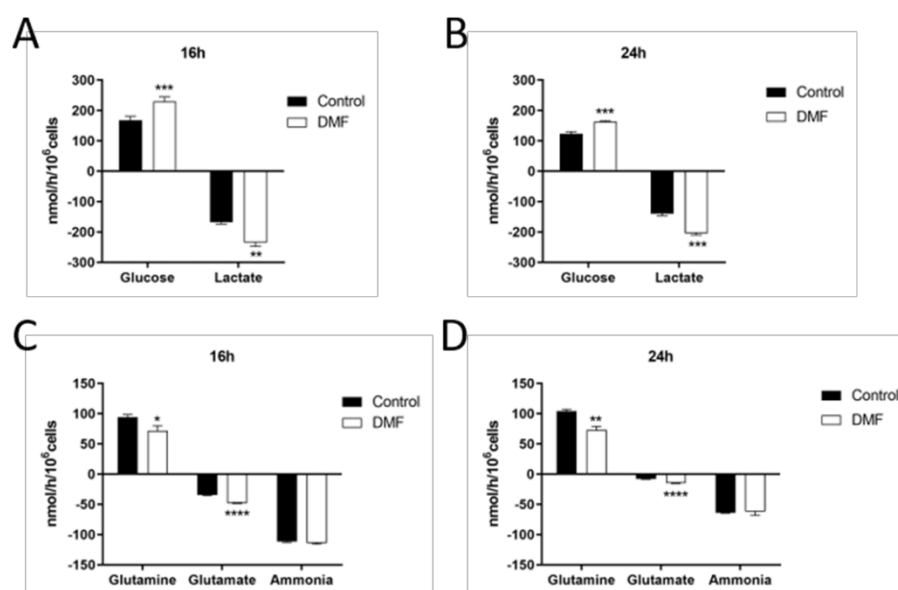 A
16h
nmol/h/10⁶cells
300
200
100
0
-100
-200
-300
***
**
Glucose
Lactate
Control
DMF
B
24h
nmol/h/10⁶cells
300
200
100
0
-100
-200
-300
***
***
Glucose
Lactate
Control
DMF
C
16h
nmol/h/10⁶cells
150
100
50
0
-50
-100
-150
*
****
Glutamine
Glutamate
Ammonia
Control
DMF
D
24h
nmol/h/10⁶cells
150
100
50
0
-50
-100
-150
**
****
Glutamine
Glutamate
Ammonia
Control
DMF